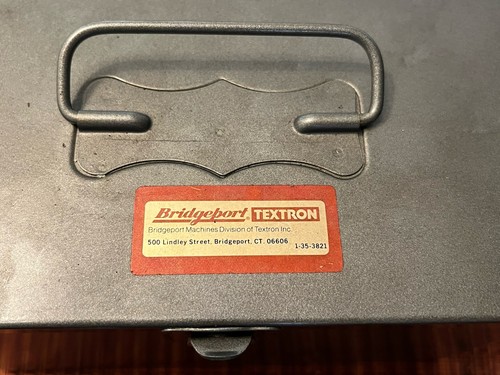 Bridgeport® TEXTRON
Bridgeport Machines Division of Textron Inc.
500 Lindley Street, Bridgeport, CT. 06606
1-35-3821